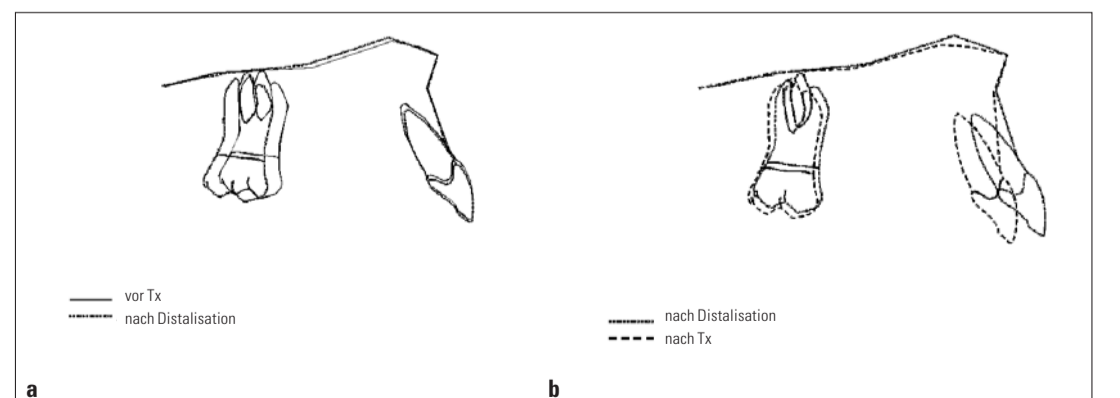 vor Tx
nach Distalisation
nach Distalisation
nach Tx
a
b